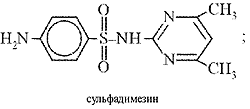 O CH₃
H₂N S–NH N ;
O N CH₃
сульфадимезин